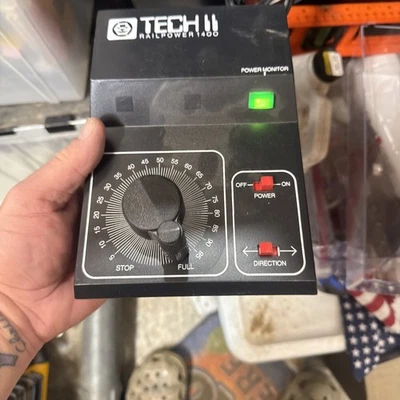 TECH II
RAILPOWER 1400
POWER MONITOR
5 10 15 20 25 30 35 40 45 50 55 60 65 70 75 80 85 90 95
STOP FULL
OFF ON
POWER
DIRECTION